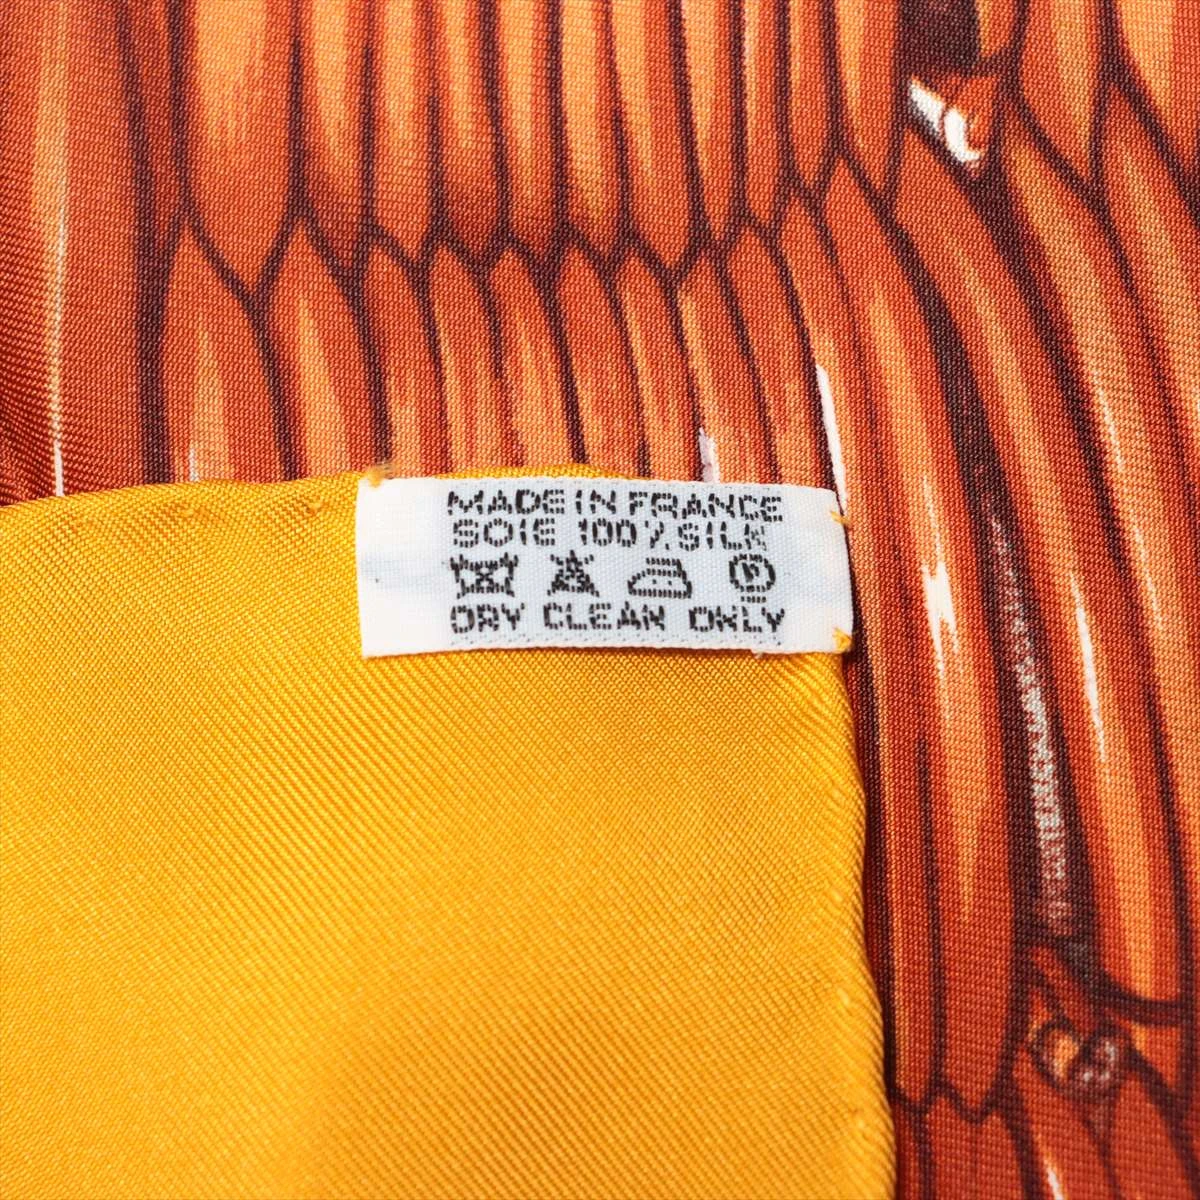 MADE IN FRANCE
SOIE 100% SILK
P
DRY CLEAN ONLY